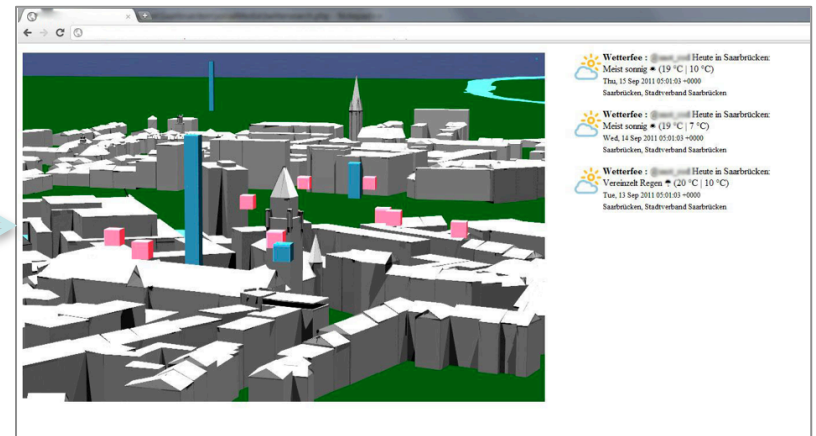 Wetterfee : Heute in Saarbrücken:
Meist sonnig ☀ (19 °C | 10 °C)
Thu, 15 Sep 2011 05:01:03 +0000
Saarbrücken, Stadtverband Saarbrücken
Wetterfee : Heute in Saarbrücken:
Meist sonnig ☀ (19 °C | 7 °C)
Wed, 14 Sep 2011 05:01:03 +0000
Saarbrücken, Stadtverband Saarbrücken
Wetterfee : Heute in Saarbrücken:
Vereinzelt Regen ☂ (20 °C | 10 °C)
Tue, 13 Sep 2011 05:01:03 +0000
Saarbrücken, Stadtverband Saarbrücken